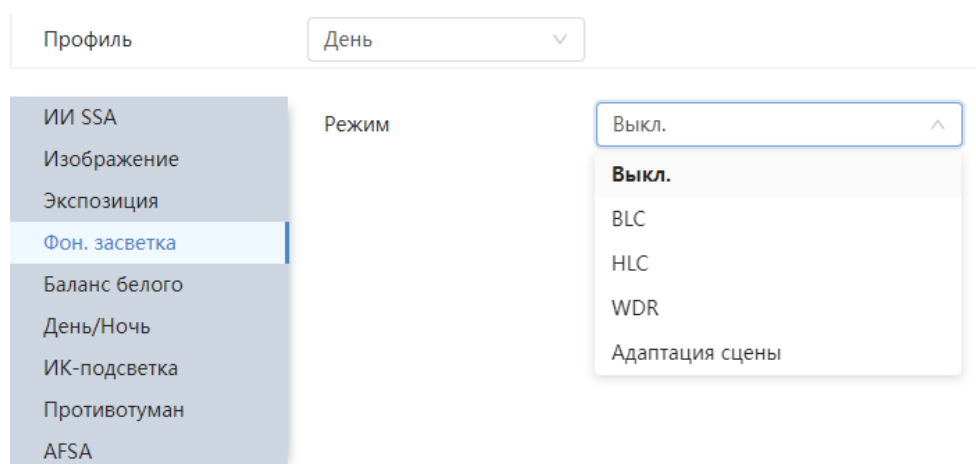 Профиль
День
ИИ SSA
Изображение
Экспозиция
Фон. засветка
Баланс белого
День/Ночь
ИК-подсветка
Противотуман
AFSA
Режим
Выкл.
Выкл.
BLC
HLC
WDR
Адаптация сцены